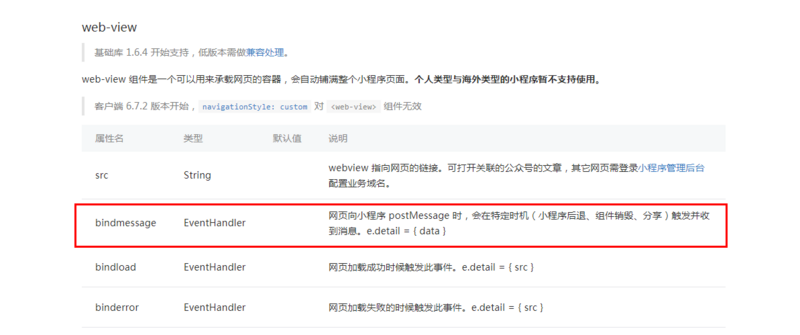 web-view
基础库 1.6.4 开始支持，低版本需做兼容处理。
web-view 组件是一个可以用来承载网页的容器，会自动铺满整个小程序页面。个人类型与海外类型的小程序暂不支持使用。
客户端 6.7.2 版本开始，navigationStyle: custom 对 <web-view> 组件无效
属性名 类型 默认值 说明
src String webview 指向网页的链接。可打开关联的公众号的文章，其它网页需登录小程序管理后台
配置业务域名。
bindmessage EventHandler 网页向小程序 postMessage 时，会在特定时机（小程序后退、组件销毁、分享）触发并收
到消息。e.detail = { data }
bindload EventHandler 网页加载成功时候触发此事件。e.detail = { src }
binderror EventHandler 网页加载失败的时候触发此事件。e.detail = { src }